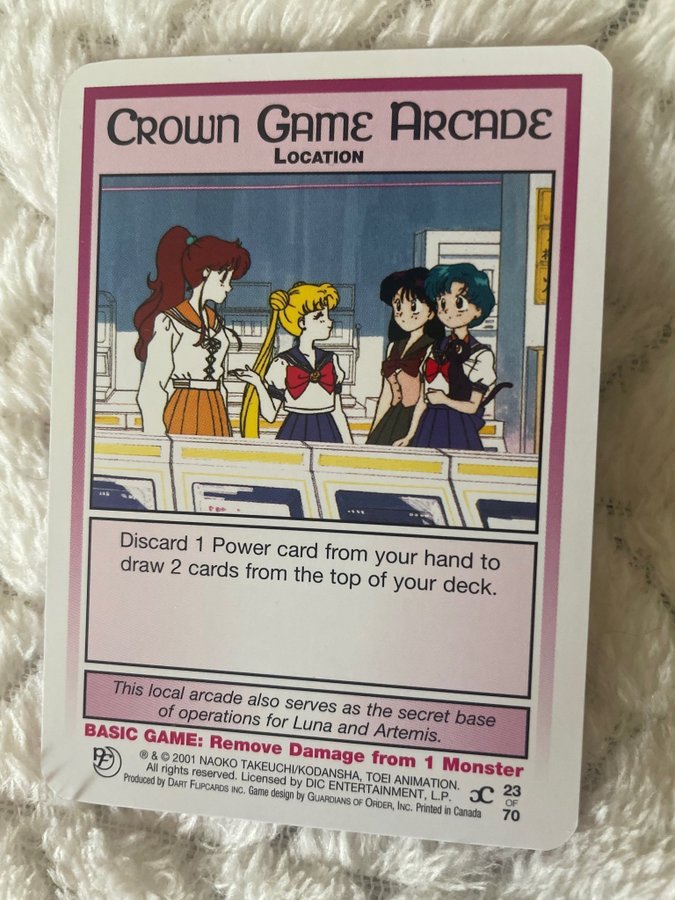 CROWN GAME ARCADE
LOCATION
Discard 1 Power card from your hand to
draw 2 cards from the top of your deck.
This local arcade also serves as the secret base
of operations for Luna and Artemis.
BASIC GAME: Remove Damage from 1 Monster
® & © 2001 NAOKO TAKEUCHI/KODANSHA, TOEI ANIMATION.
All rights reserved. Licensed by DIC ENTERTAINMENT, L.P.
Produced by DART FLIPCARDS INC. Game design by GUARDIANS OF ORDER, INC. Printed in Canada
C 23
OF
70